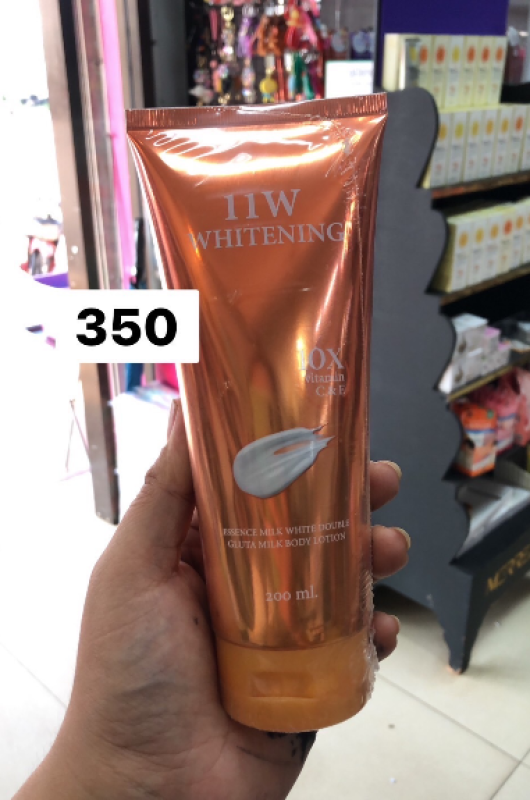 11W
WHITENING
350
10X
Vitamin
C & E
ESSENCE MILK WHITE DOUBLE
GLUTA MILK BODY LOTION
200 ml.